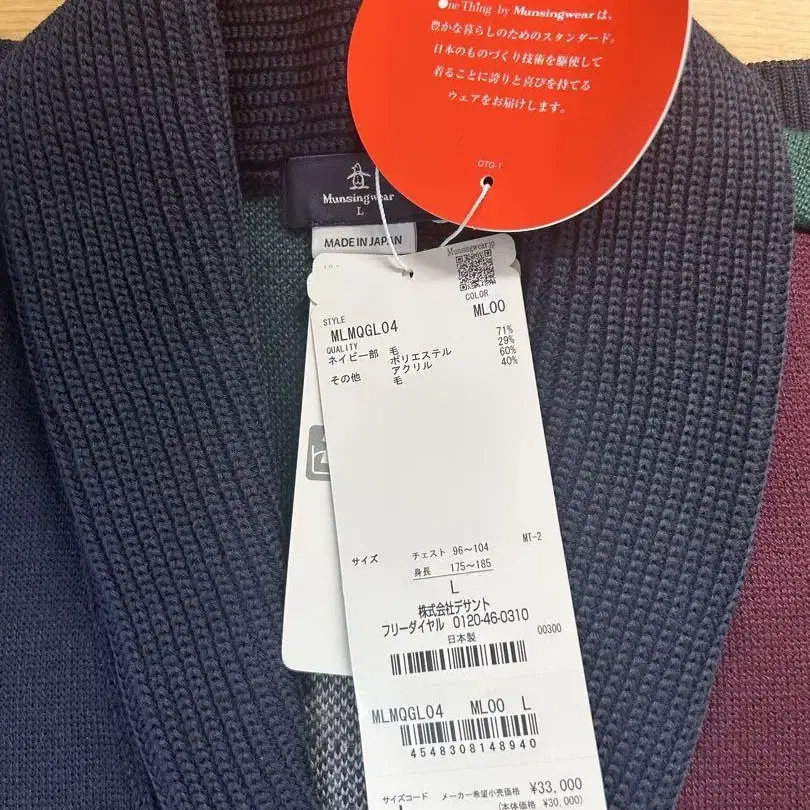 One Thing by Munsingwear は、
豊かな暮らしのためのスタンダード。
日本のものづくり技術を駆使して
着ることに誇りと喜びを持てる
ウェアをお届けします。
OTG-1
Munsingwear
L
MADE IN JAPAN
Munsingwear.jp
COLOR
STYLE
MLMQGL04 ML00
QUALITY
ネイビー部 毛 71%
ポリエステル 29%
その他 アクリル 60%
毛 40%
MT-2
サイズ チェスト 96～104
身長 175～185
L
株式会社デサント
フリーダイヤル 0120-46-0310
日本製 00300
MLMQGL04 ML00 L
4548308148940
サイズコード メーカー希望小売価格 ¥33,000
(本体価格 ¥30,000)